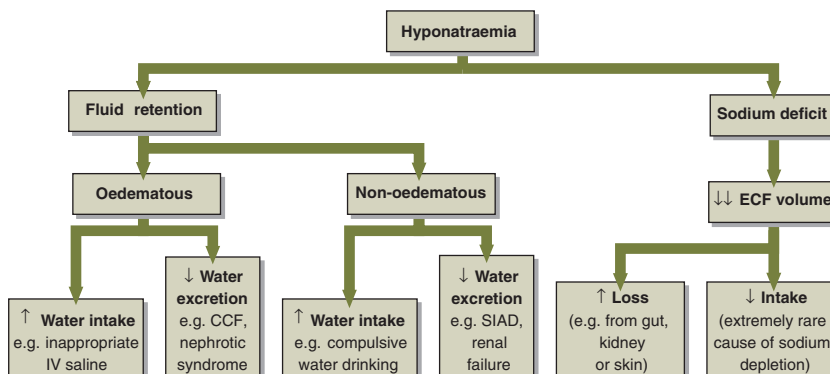 Hyponatraemia
Fluid retention
Sodium deficit
Oedematous
Non-oedematous
↓↓ ECF volume
↑ Water intake
e.g. inappropriate
IV saline
↓ Water
excretion
e.g. CCF,
nephrotic
syndrome
↑ Water intake
e.g. compulsive
water drinking
↓ Water
excretion
e.g. SIAD,
renal
failure
↑ Loss
(e.g. from gut,
kidney
or skin)
↓ Intake
(extremely rare
cause of sodium
depletion)